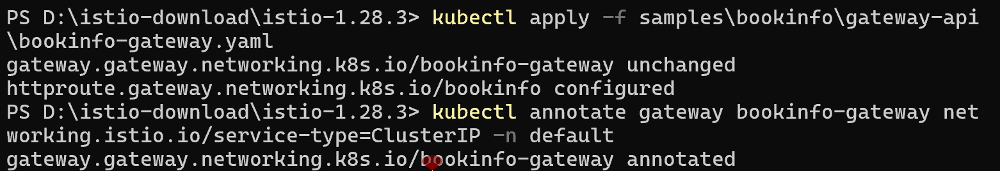 PS D:\istio-download\istio-1.28.3> kubectl apply -f samples\bookinfo\gateway-api
\bookinfo-gateway.yaml
gateway.gateway.networking.k8s.io/bookinfo-gateway unchanged
httproute.gateway.networking.k8s.io/bookinfo configured
PS D:\istio-download\istio-1.28.3> kubectl annotate gateway bookinfo-gateway net
working.istio.io/service-type=ClusterIP -n default
gateway.gateway.networking.k8s.io/bookinfo-gateway annotated